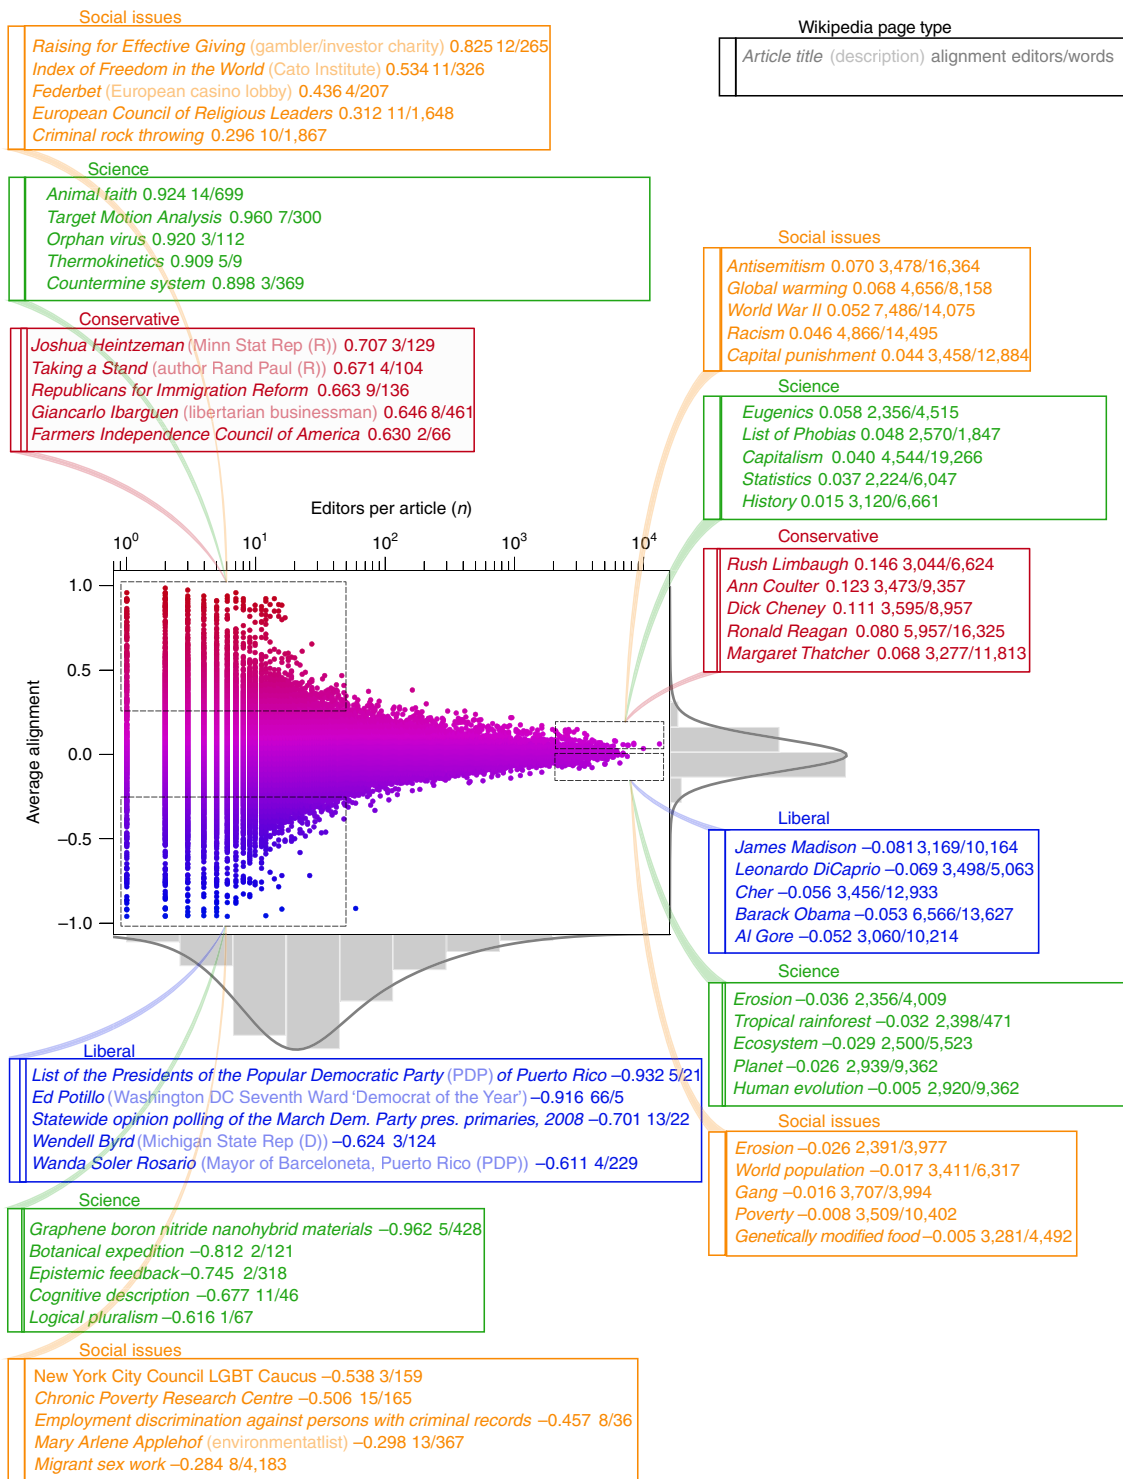 Social issues
Raising for Effective Giving (gambler/investor charity) 0.825 12/265
Index of Freedom in the World (Cato Institute) 0.534 11/326
Federbet (European casino lobby) 0.436 4/207
European Council of Religious Leaders 0.312 11/1,648
Criminal rock throwing 0.296 10/1,867
Wikipedia page type
Article title (description) alignment editors/words
Science
Animal faith 0.924 14/699
Target Motion Analysis 0.960 7/300
Orphan virus 0.920 3/112
Thermokinetics 0.909 5/9
Countermine system 0.898 3/369
Conservative
Joshua Heintzeman (Minn Stat Rep (R)) 0.707 3/129
Taking a Stand (author Rand Paul (R)) 0.671 4/104
Republicans for Immigration Reform 0.663 9/136
Giancarlo Ibarguen (libertarian businessman) 0.646 8/461
Farmers Independence Council of America 0.630 2/66
Social issues
Antisemitism 0.070 3,478/16,364
Global warming 0.068 4,656/8,158
World War II 0.052 7,486/14,075
Racism 0.046 4,866/14,495
Capital punishment 0.044 3,458/12,884
Science
Eugenics 0.058 2,356/4,515
List of Phobias 0.048 2,570/1,847
Capitalism 0.040 4,544/19,266
Statistics 0.037 2,224/6,047
History 0.015 3,120/6,661
Conservative
Rush Limbaugh 0.146 3,044/6,624
Ann Coulter 0.123 3,473/9,357
Dick Cheney 0.111 3,595/8,957
Ronald Reagan 0.080 5,957/16,325
Margaret Thatcher 0.068 3,277/11,813
Editors per article (n)
10^0 10^1 10^2 10^3 10^4
Average alignment
1.0
0.5
0.0
−0.5
−1.0
Liberal
James Madison −0.081 3,169/10,164
Leonardo DiCaprio −0.069 3,498/5,063
Cher −0.056 3,456/12,933
Barack Obama −0.053 6,566/13,627
Al Gore −0.052 3,060/10,214
Science
Erosion −0.036 2,356/4,009
Tropical rainforest −0.032 2,398/471
Ecosystem −0.029 2,500/5,523
Planet −0.026 2,939/9,362
Human evolution −0.005 2,920/9,362
Social issues
Erosion −0.026 2,391/3,977
World population −0.017 3,411/6,317
Gang −0.016 3,707/3,994
Poverty −0.008 3,509/10,402
Genetically modified food −0.005 3,281/4,492
Liberal
List of the Presidents of the Popular Democratic Party (PDP) of Puerto Rico −0.932 5/21
Ed Potillo (Washington DC Seventh Ward 'Democrat of the Year') −0.916 66/5
Statewide opinion polling of the March Dem. Party pres. primaries, 2008 −0.701 13/22
Wendell Byrd (Michigan State Rep (D)) −0.624 3/124
Wanda Soler Rosario (Mayor of Barceloneta, Puerto Rico (PDP)) −0.611 4/229
Science
Graphene boron nitride nanohybrid materials −0.962 5/428
Botanical expedition −0.812 2/121
Epistemic feedback −0.745 2/318
Cognitive description −0.677 11/46
Logical pluralism −0.616 1/67
Social issues
New York City Council LGBT Caucus −0.538 3/159
Chronic Poverty Research Centre −0.506 15/165
Employment discrimination against persons with criminal records −0.457 8/36
Mary Arlene Applehof (environmentatlist) −0.298 13/367
Migrant sex work −0.284 8/4,183